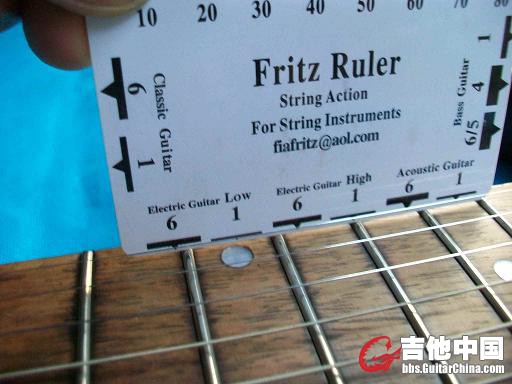 10 20 30 40 50 60 70 80
Fritz Ruler
String Action
For String Instruments
fiafritz@aol.com
Classic Guitar
6 1
Bass Guitar
1 4 6/5
Electric Guitar Low
6 1
Electric Guitar High
6 1
Acoustic Guitar
6 1
吉他中国
bbs.GuitarChina.com